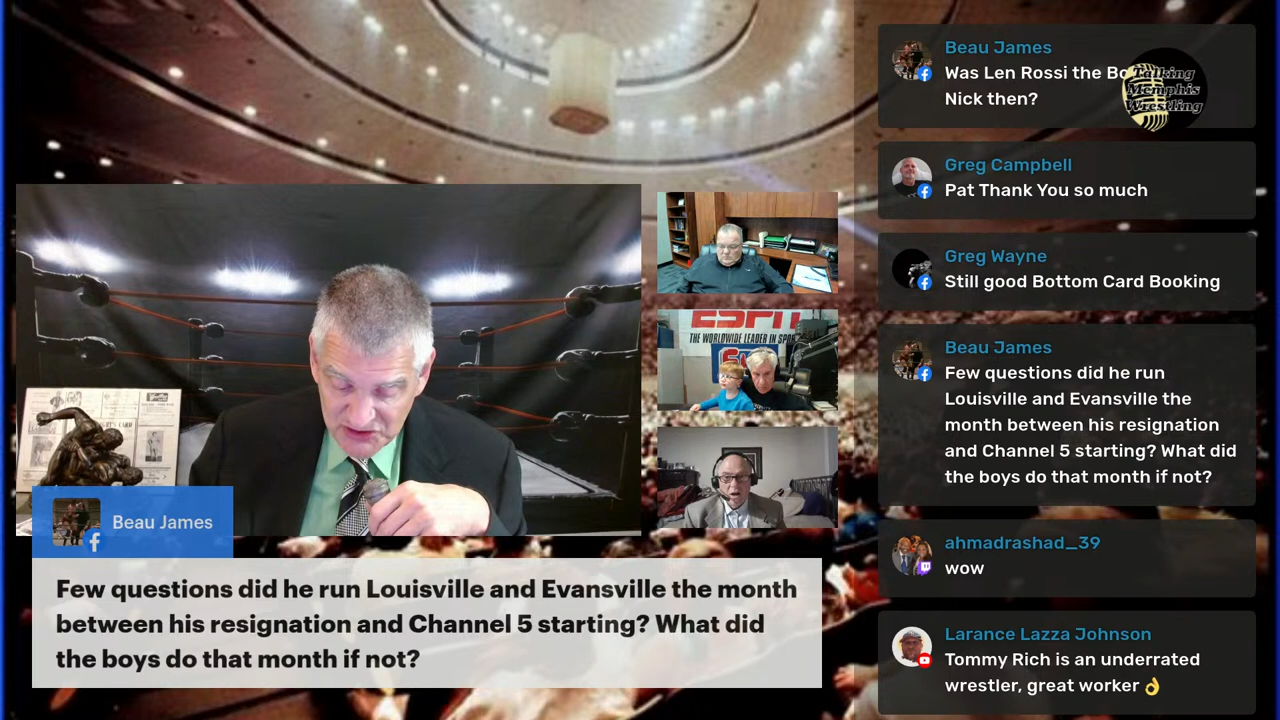 Beau James
Few questions did he run Louisville and Evansville the month
between his resignation and Channel 5 starting? What did
the boys do that month if not?
ESPN
THE WORLDWIDE LEADER IN
Beau James
Was Len Rossi the
Nick then?
Talking
Memphis
Wrestling
Greg Campbell
Pat Thank You so much
Greg Wayne
Still good Bottom Card Booking
Beau James
Few questions did he run
Louisville and Evansville the
month between his resignation
and Channel 5 starting? What did
the boys do that month if not?
ahmadrashad_39
wow
Larance Lazza Johnson
Tommy Rich is an underrated
wrestler, great worker 👌